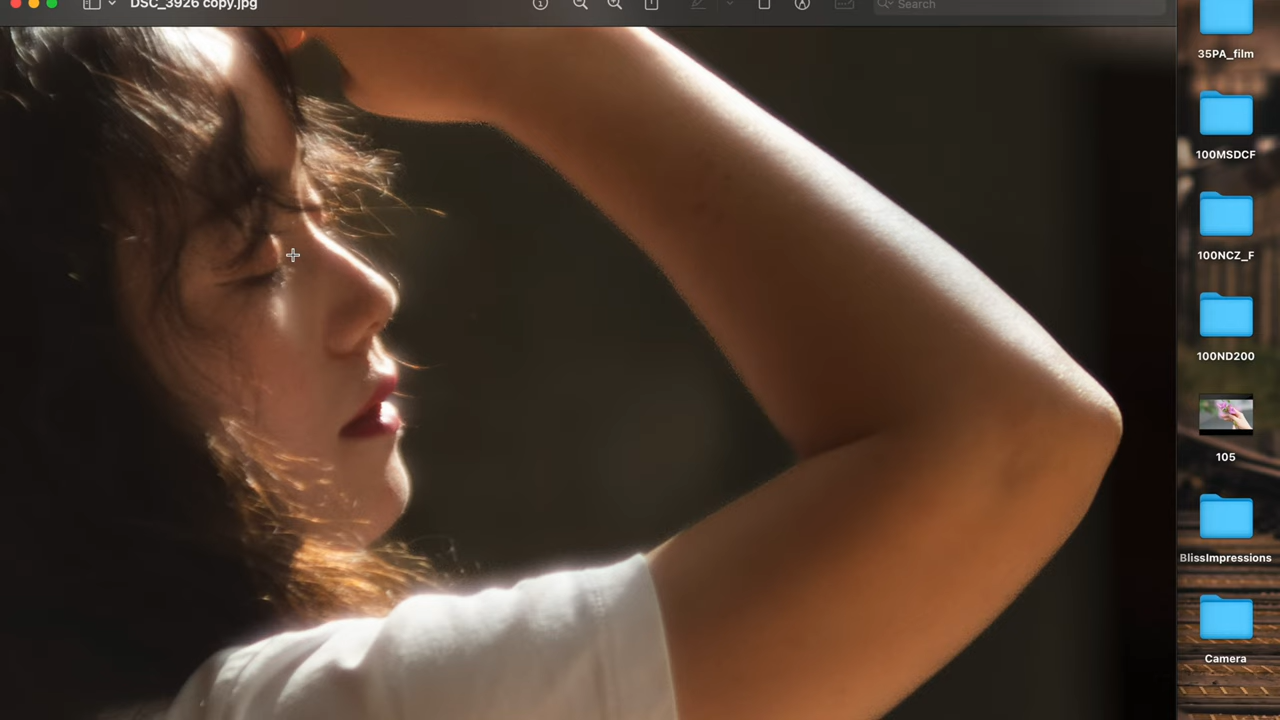 DSC_3926 copy.jpg
Search
35PA_film
100MSDCF
100NCZ_F
100ND200
105
BlissImpressions
Camera